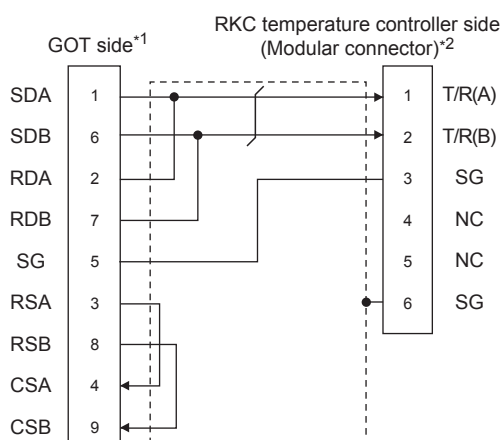 GOT side*1
RKC temperature controller side
(Modular connector)*2
SDA 1 1 T/R(A)
SDB 6 2 T/R(B)
RDA 2 3 SG
RDB 7 4 NC
SG 5 5 NC
RSA 3 6 SG
RSB 8
CSA 4
CSB 9